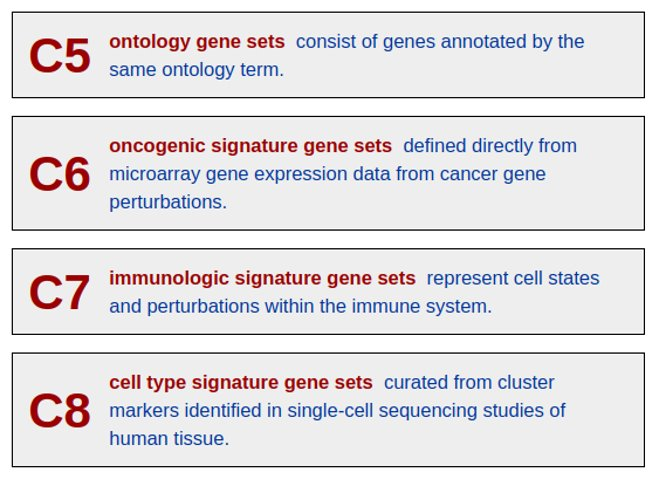 C5
ontology gene sets consist of genes annotated by the
same ontology term.
C6
oncogenic signature gene sets defined directly from
microarray gene expression data from cancer gene
perturbations.
C7
immunologic signature gene sets represent cell states
and perturbations within the immune system.
C8
cell type signature gene sets curated from cluster
markers identified in single-cell sequencing studies of
human tissue.